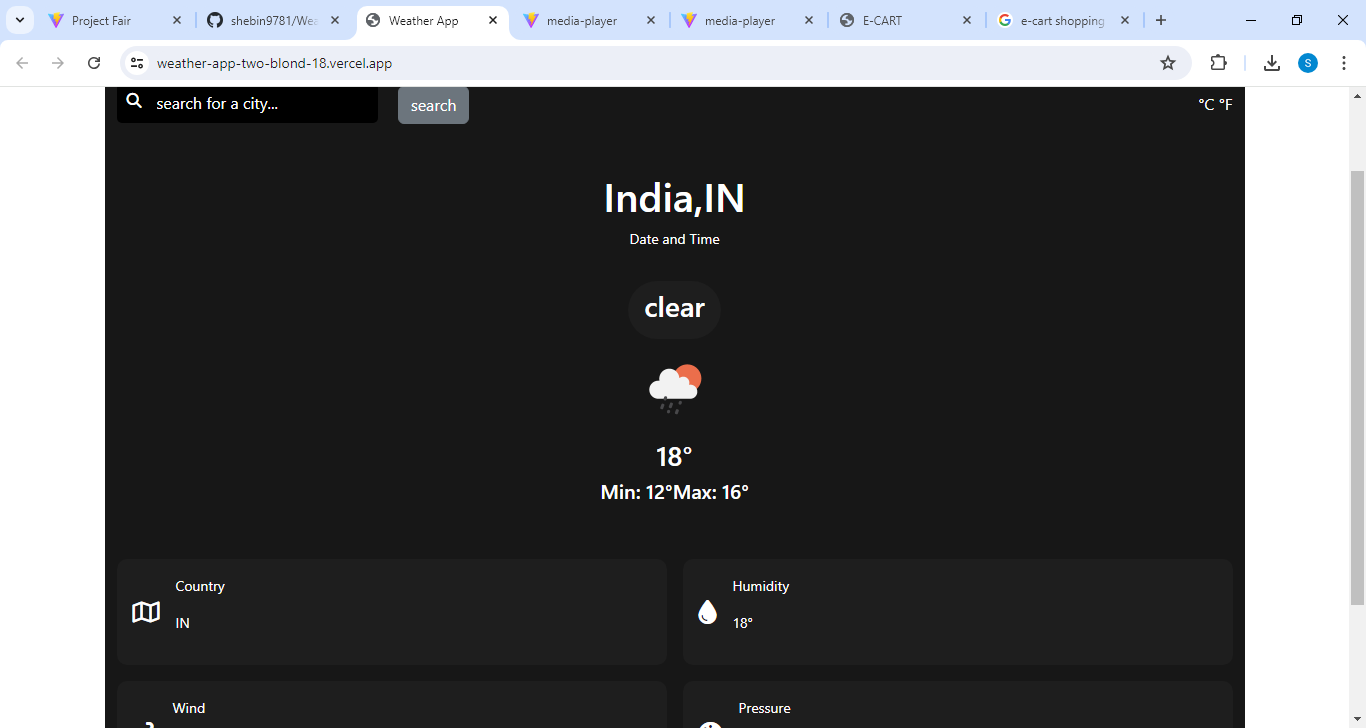 Project Fair
shebin9781/Wea
Weather App
media-player
media-player
E-CART
e-cart shopping
weather-app-two-blond-18.vercel.app
S
search for a city...
search
°C °F
India,IN
Date and Time
clear
18°
Min: 12°Max: 16°
Country
IN
Humidity
18°
Wind
Pressure